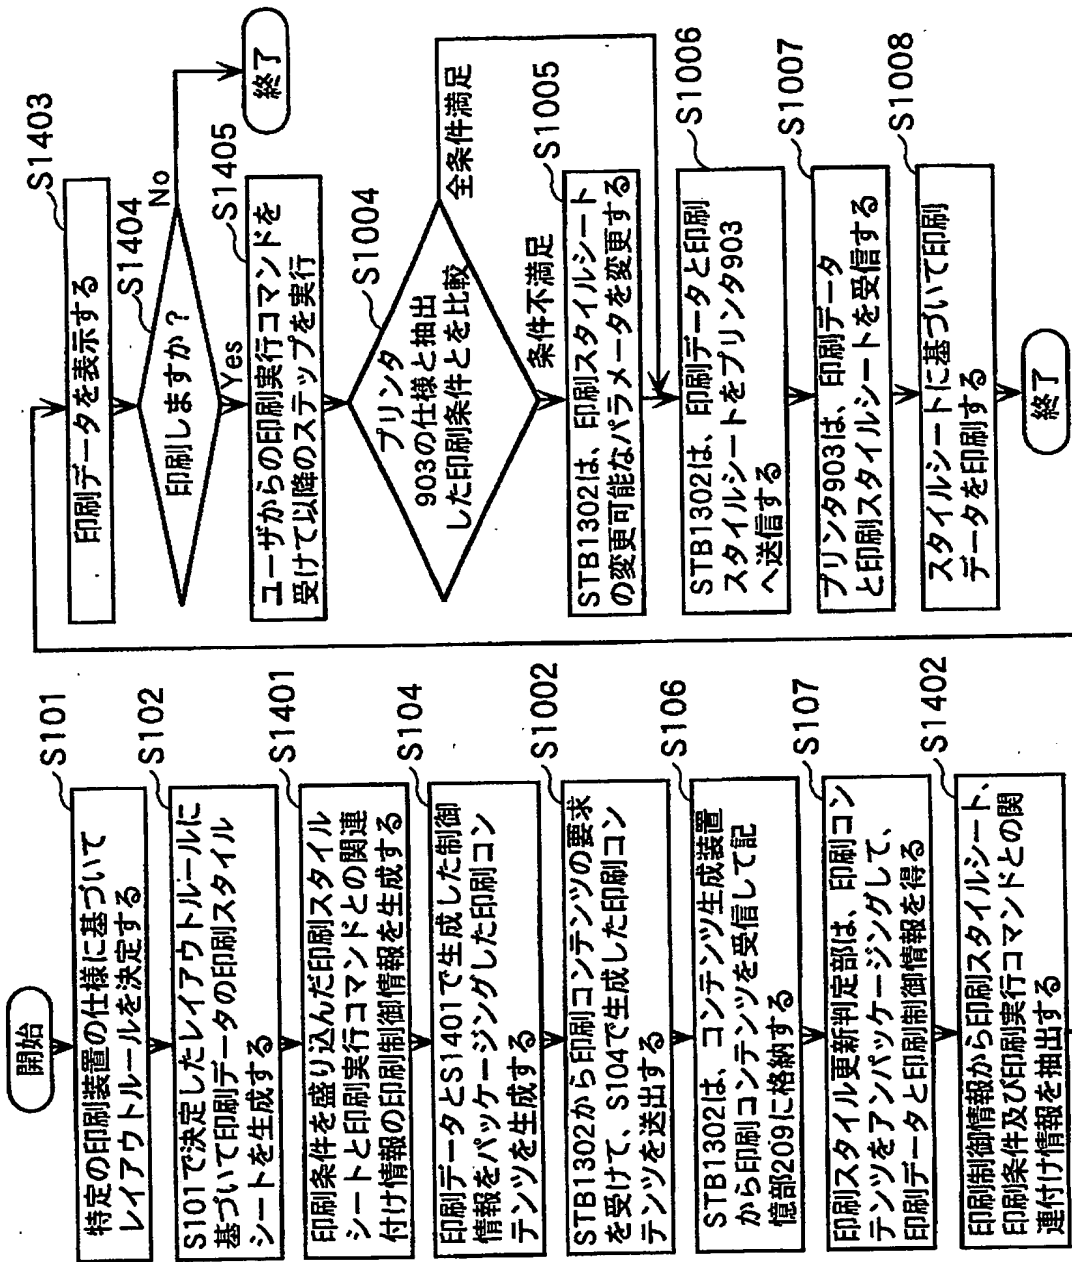 開始
S101
特定の印刷装置の仕様に基づいて
レイアウトルールを決定する
S102
S101で決定したレイアウトルールに
基づいて印刷データの印刷スタイル
シートを生成する
S1401
印刷条件を盛り込んだ印刷スタイル
シートと印刷実行コマンドとの関連
付け情報の印刷制御情報を生成する
S104
印刷データとS1401で生成した制御
情報をパッケージングした印刷コン
テンツを生成する
S1002
STB1302から印刷コンテンツの要求
を受けて、S104で生成した印刷コン
テンツを送出する
S106
STB1302は、コンテンツ生成装置
から印刷コンテンツを受信して記
憶部209に格納する
S107
印刷スタイル更新判定部は、印刷コン
テンツをアンパッケージングして、
印刷データと印刷制御情報を得る
S1402
印刷制御情報から印刷スタイルシート、
印刷条件及び印刷実行コマンドとの関
連付け情報を抽出する
S1403
印刷データを表示する
S1404
印刷しますか？
No
終了
Yes
S1405
ユーザからの印刷実行コマンドを
受けて以降のステップを実行
S1004
プリンタ
903の仕様と抽出
した印刷条件とを比較
全条件満足
条件不満足
S1005
STB1302は、印刷スタイルシート
の変更可能なパラメータを変更する
S1006
STB1302は、印刷データと印刷
スタイルシートをプリンタ903
へ送信する
S1007
プリンタ903は、印刷データ
と印刷スタイルシートを受信する
S1008
スタイルシートに基づいて印刷
データを印刷する
終了